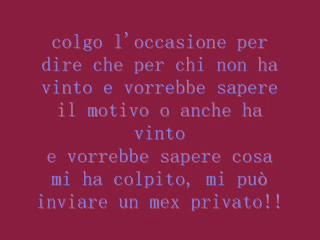 colgo l'occasione per
dire che per chi non ha
vinto e vorrebbe sapere
il motivo o anche ha
vinto
e vorrebbe sapere cosa
mi ha colpito, mi può
inviare un mex privato!!